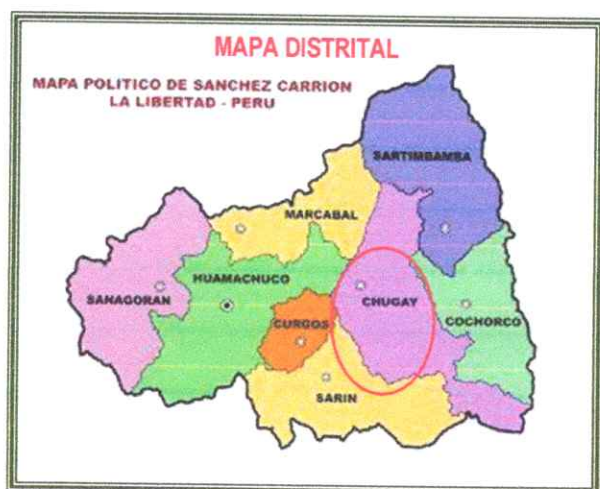 MAPA DISTRITAL
MAPA POLITICO DE SANCHEZ CARRION
LA LIBERTAD - PERU
SARTIMBAMBA
MARCABAL
HUAMACHUCO
SANAGORAN
CHUGAY
COCHORCO
CURGOS
SARIN